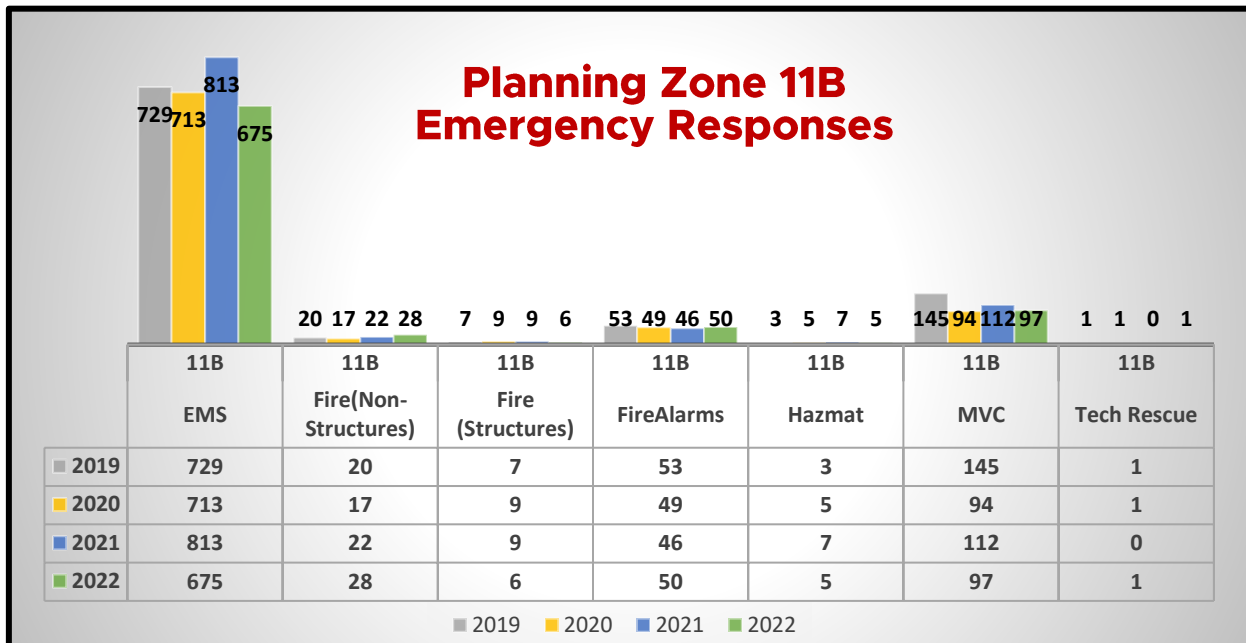 Planning Zone 11B
Emergency Responses
729 713 813 675
20 17 22 28
7 9 9 6
53 49 46 50
3 5 7 5
145 94 112 97
1 1 0 1
11B 11B 11B 11B 11B 11B 11B
EMS Fire(Non-Structures) Fire (Structures) FireAlarms Hazmat MVC Tech Rescue
2019 729 20 7 53 3 145 1
2020 713 17 9 49 5 94 1
2021 813 22 9 46 7 112 0
2022 675 28 6 50 5 97 1
2019 2020 2021 2022